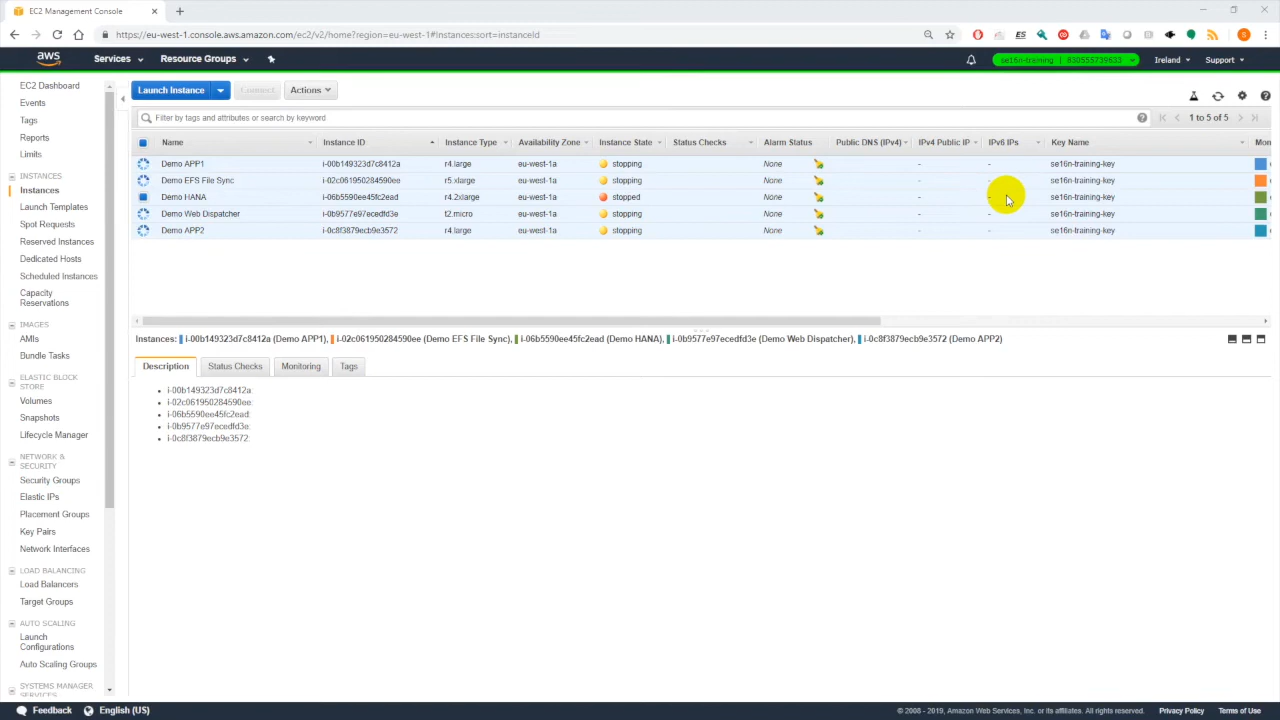 EC2 Management Console
https://eu-west-1.console.aws.amazon.com/ec2/v2/home?region=eu-west-1#Instances:sort=instanceId
ES
S
aws
Services
Resource Groups
se16n-training | 830555739633
Ireland
Support
EC2 Dashboard
Events
Tags
Reports
Limits
INSTANCES
Instances
Launch Templates
Spot Requests
Reserved Instances
Dedicated Hosts
Scheduled Instances
Capacity
Reservations
IMAGES
AMIs
Bundle Tasks
ELASTIC BLOCK
STORE
Volumes
Snapshots
Lifecycle Manager
NETWORK &
SECURITY
Security Groups
Elastic IPs
Placement Groups
Key Pairs
Network Interfaces
LOAD BALANCING
Load Balancers
Target Groups
AUTO SCALING
Launch
Configurations
Auto Scaling Groups
SYSTEMS MANAGER
SERVICES
Launch Instance
Connect
Actions
Filter by tags and attributes or search by keyword
1 to 5 of 5
Name Instance ID Instance Type Availability Zone Instance State Status Checks Alarm Status Public DNS (IPv4) IPv4 Public IP IPv6 IPs Key Name Mon
Demo APP1 i-00b149323d7c8412a r4.large eu-west-1a stopping None - - se16n-training-key
Demo EFS File Sync i-02c061950284590ee r5.xlarge eu-west-1a stopping None - - se16n-training-key
Demo HANA i-06b5590ee45fc2ead r4.2xlarge eu-west-1a stopped None - - se16n-training-key
Demo Web Dispatcher i-0b9577e97ecedfd3e t2.micro eu-west-1a stopping None - - se16n-training-key
Demo APP2 i-0c8f3879ecb9e3572 r4.large eu-west-1a stopping None - - se16n-training-key
Instances: i-00b149323d7c8412a (Demo APP1), i-02c061950284590ee (Demo EFS File Sync), i-06b5590ee45fc2ead (Demo HANA), i-0b9577e97ecedfd3e (Demo Web Dispatcher), i-0c8f3879ecb9e3572 (Demo APP2)
Description
Status Checks
Monitoring
Tags
i-00b149323d7c8412a:
i-02c061950284590ee:
i-06b5590ee45fc2ead:
i-0b9577e97ecedfd3e:
i-0c8f3879ecb9e3572:
Feedback
English (US)
© 2008 - 2019, Amazon Web Services, Inc. or its affiliates. All rights reserved.
Privacy Policy
Terms of Use